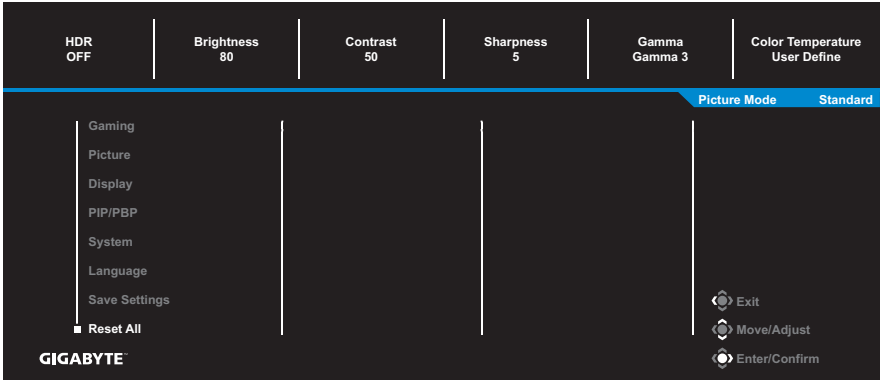 HDR
OFF
Brightness
80
Contrast
50
Sharpness
5
Gamma
Gamma 3
Color Temperature
User Define
Picture Mode Standard
Gaming
Picture
Display
PIP/PBP
System
Language
Save Settings
Reset All
Exit
Move/Adjust
Enter/Confirm
GIGABYTE